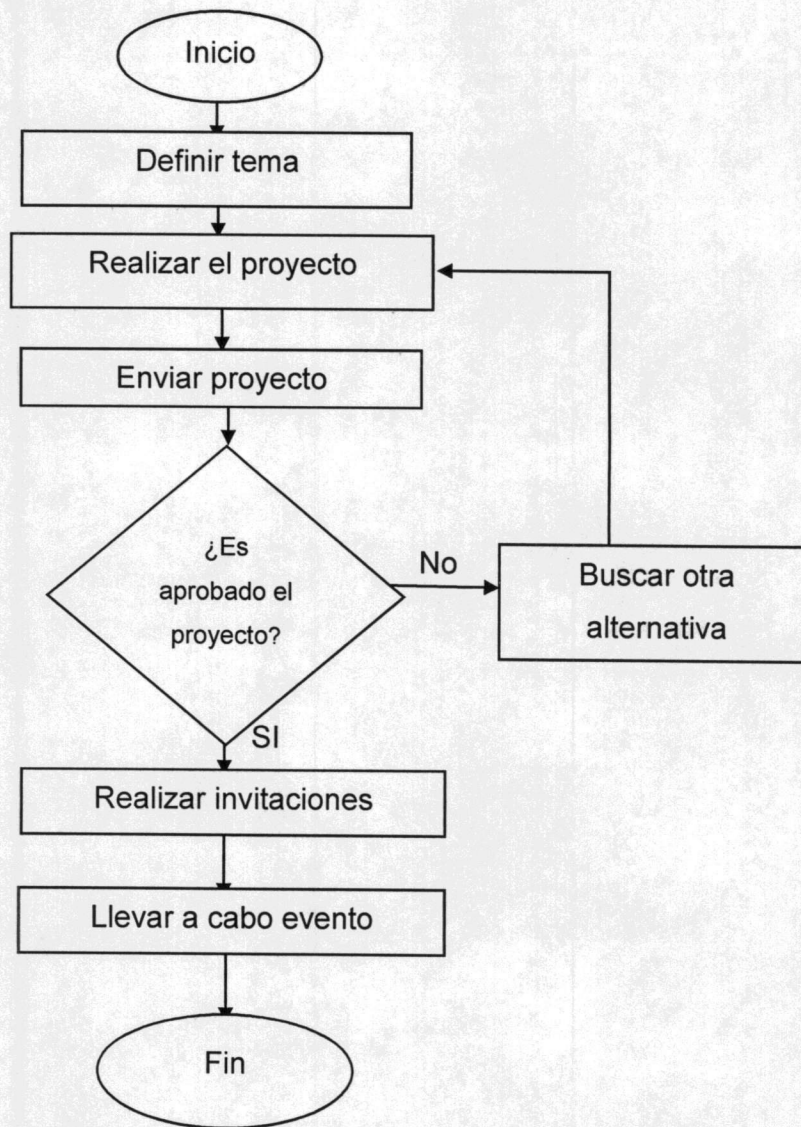 Inicio
Definir tema
Realizar el proyecto
Enviar proyecto
¿Es
aprobado el
proyecto?
No
Buscar otra
alternativa
SI
Realizar invitaciones
Llevar a cabo evento
Fin